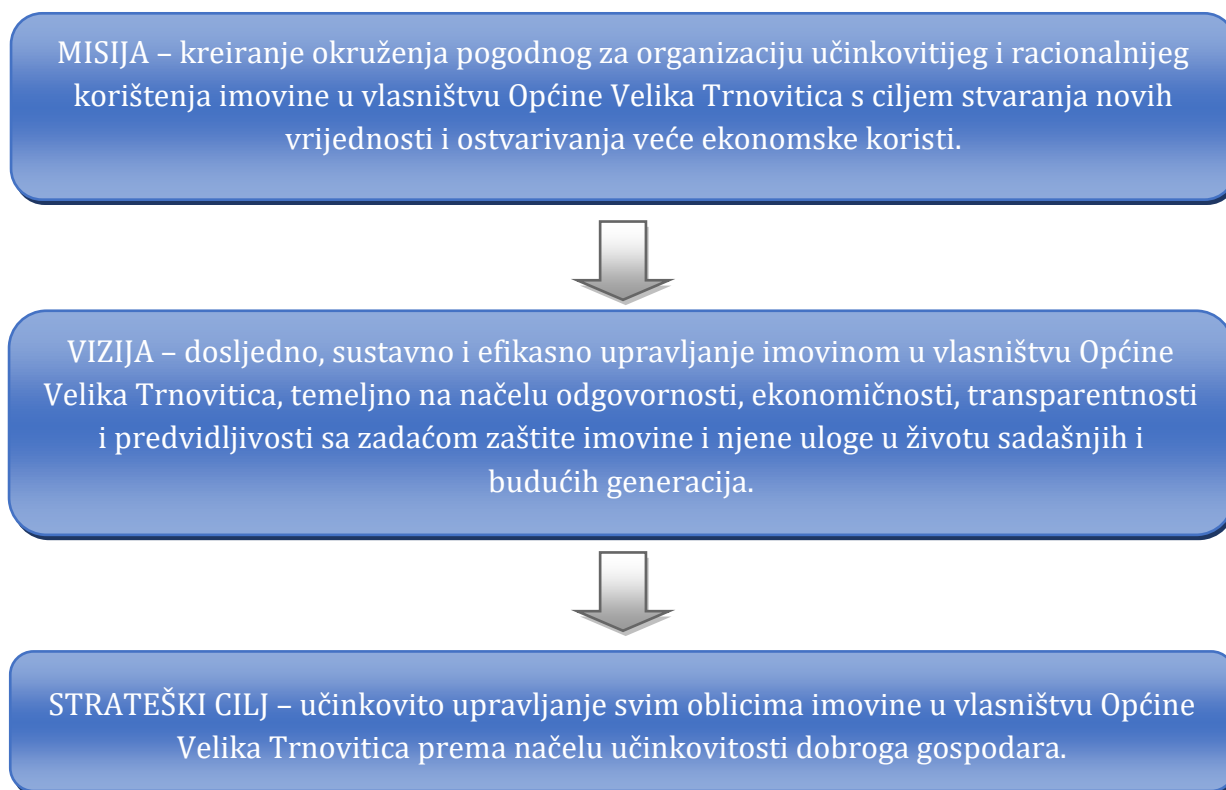 MISIJA – kreiranje okruženja pogodnog za organizaciju učinkovitijeg i racionalnijeg
korištenja imovine u vlasništvu Općine Velika Trnovitica s ciljem stvaranja novih
vrijednosti i ostvarivanja veće ekonomske koristi.
VIZIJA – dosljedno, sustavno i efikasno upravljanje imovinom u vlasništvu Općine
Velika Trnovitica, temeljno na načelu odgovornosti, ekonomičnosti, transparentnosti
i predvidljivosti sa zadaćom zaštite imovine i njene uloge u životu sadašnjih i
budućih generacija.
STRATEŠKI CILJ – učinkovito upravljanje svim oblicima imovine u vlasništvu Općine
Velika Trnovitica prema načelu učinkovitosti dobroga gospodara.